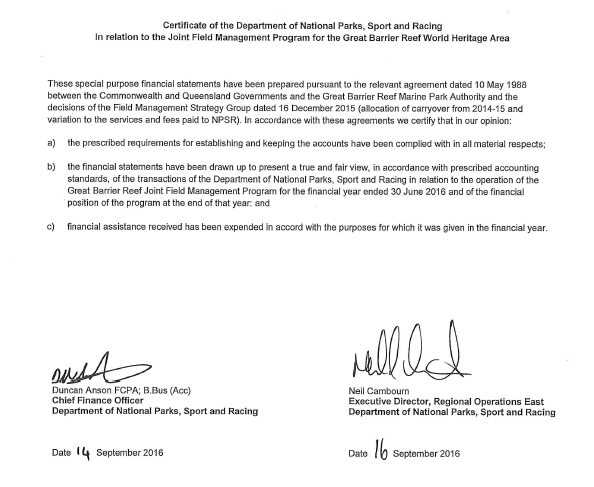 Certificate of the Department of National Parks, Sport and Racing
In relation to the Joint Field Management Program for the Great Barrier Reef World Heritage Area
These special purpose financial statements have been prepared pursuant to the relevant agreement dated 10 May 1988
between the Commonwealth and Queensland Governments and the Great Barrier Reef Marine Park Authority and the
decisions of the Field Management Strategy Group dated 16 December 2015 (allocation of carryover from 2014-15 and
variation to the services and fees paid to NPSR). In accordance with these agreements we certify that in our opinion:
a) the prescribed requirements for establishing and keeping the accounts have been complied with in all material respects;
b) the financial statements have been drawn up to present a true and fair view, in accordance with prescribed accounting
standards, of the transactions of the Department of National Parks, Sport and Racing in relation to the operation of the
Great Barrier Reef Joint Field Management Program for the financial year ended 30 June 2016 and of the financial
position of the program at the end of that year: and
c) financial assistance received has been expended in accord with the purposes for which it was given in the financial year.
Duncan Anson FCPA; B.Bus (Acc)
Chief Finance Officer
Department of National Parks, Sport and Racing
Date 14 September 2016
Neil Cambourn
Executive Director, Regional Operations East
Department of National Parks, Sport and Racing
Date 16 September 2016